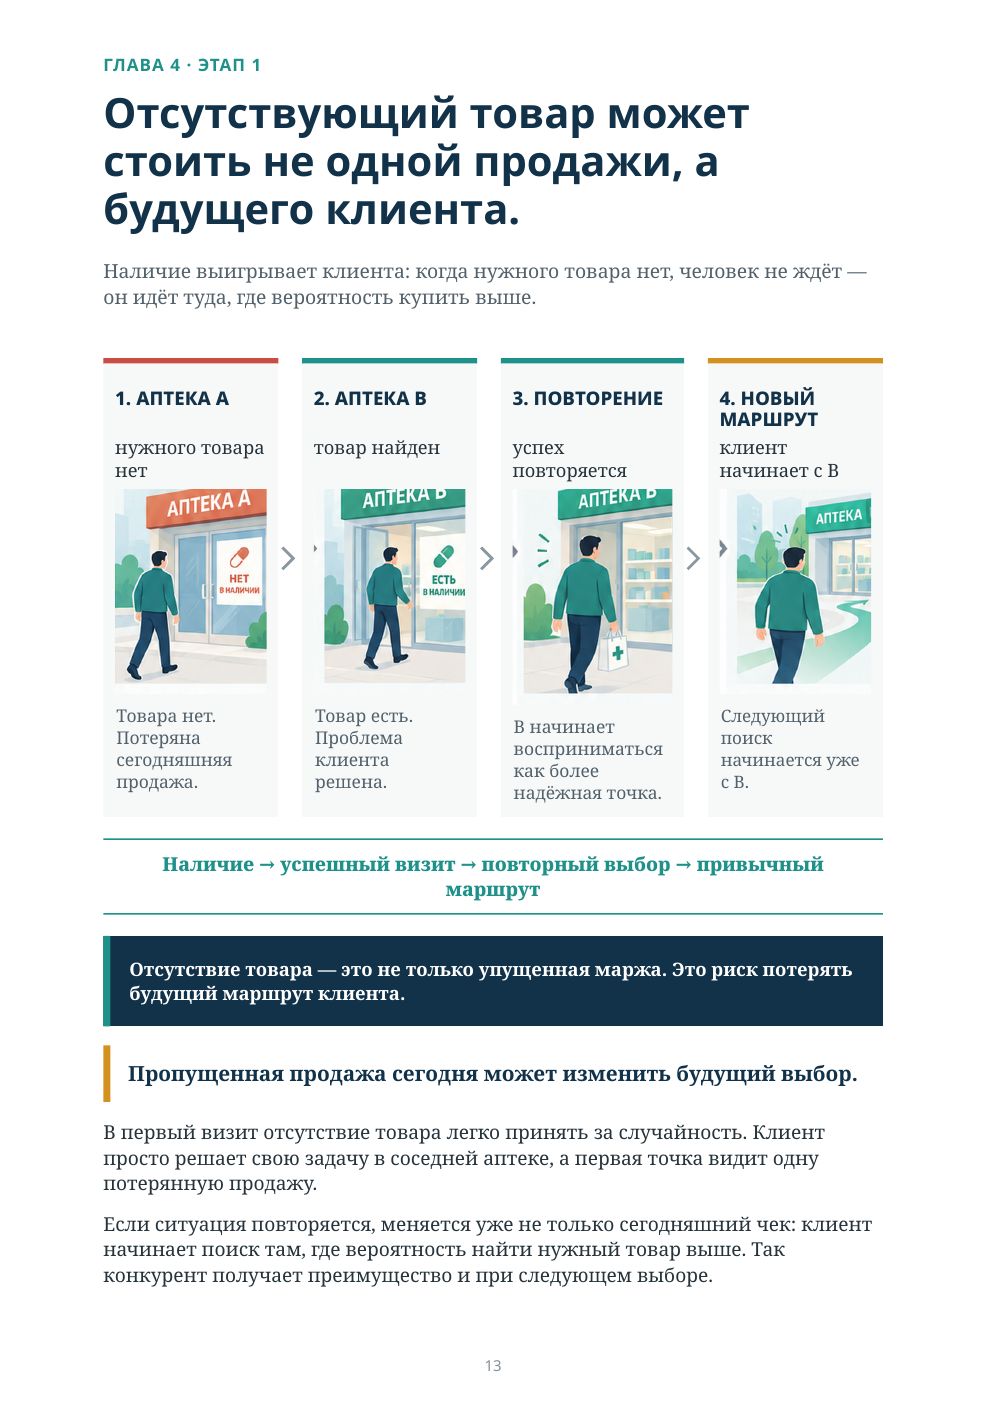 ГЛАВА 4 · ЭТАП 1
Отсутствующий товар может
стоить не одной продажи, а
будущего клиента.
Наличие выигрывает клиента: когда нужного товара нет, человек не ждёт —
он идёт туда, где вероятность купить выше.
1. АПТЕКА А
нужного товара
нет
АПТЕКА А
НЕТ
В НАЛИЧИИ
Товара нет.
Потеряна
сегодняшняя
продажа.
2. АПТЕКА В
товар найден
АПТЕКА В
ЕСТЬ
В НАЛИЧИИ
Товар есть.
Проблема
клиента
решена.
3. ПОВТОРЕНИЕ
успех
повторяется
АПТЕКА В
В начинает
восприниматься
как более
надёжная точка.
4. НОВЫЙ
МАРШРУТ
клиент
начинает с В
АПТЕКА
Следующий
поиск
начинается уже
с В.
Наличие → успешный визит → повторный выбор → привычный
маршрут
Отсутствие товара — это не только упущенная маржа. Это риск потерять
будущий маршрут клиента.
Пропущенная продажа сегодня может изменить будущий выбор.
В первый визит отсутствие товара легко принять за случайность. Клиент
просто решает свою задачу в соседней аптеке, а первая точка видит одну
потерянную продажу.
Если ситуация повторяется, меняется уже не только сегодняшний чек: клиент
начинает поиск там, где вероятность найти нужный товар выше. Так
конкурент получает преимущество и при следующем выборе.
13